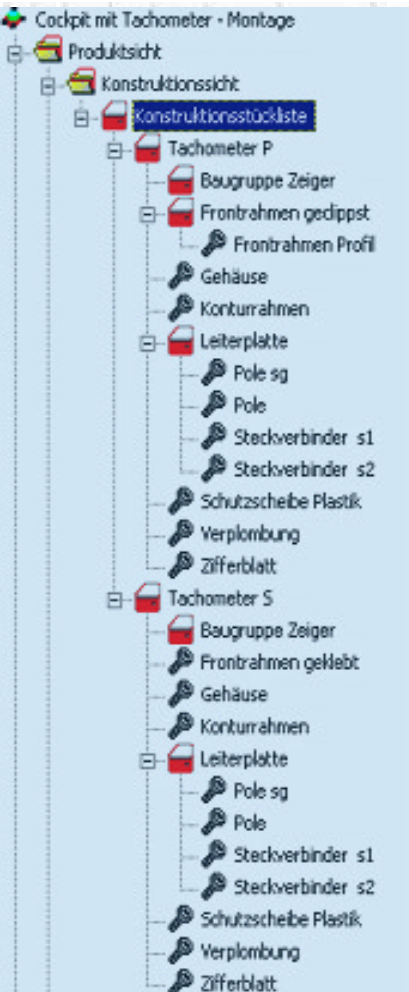 Cockpit mit Tachometer - Montage
Produktsicht
Konstruktionssicht
Konstruktionsstückliste
Tachometer P
Baugruppe Zeiger
Frontrahmen geclippst
Frontrahmen Profil
Gehäuse
Konturrahmen
Leiterplatte
Pole sg
Pole
Steckverbinder s1
Steckverbinder s2
Schutzscheibe Plastik
Verplombung
Zifferblatt
Tachometer S
Baugruppe Zeiger
Frontrahmen geklebt
Gehäuse
Konturrahmen
Leiterplatte
Pole sg
Pole
Steckverbinder s1
Steckverbinder s2
Schutzscheibe Plastik
Verplombung
Zifferblatt